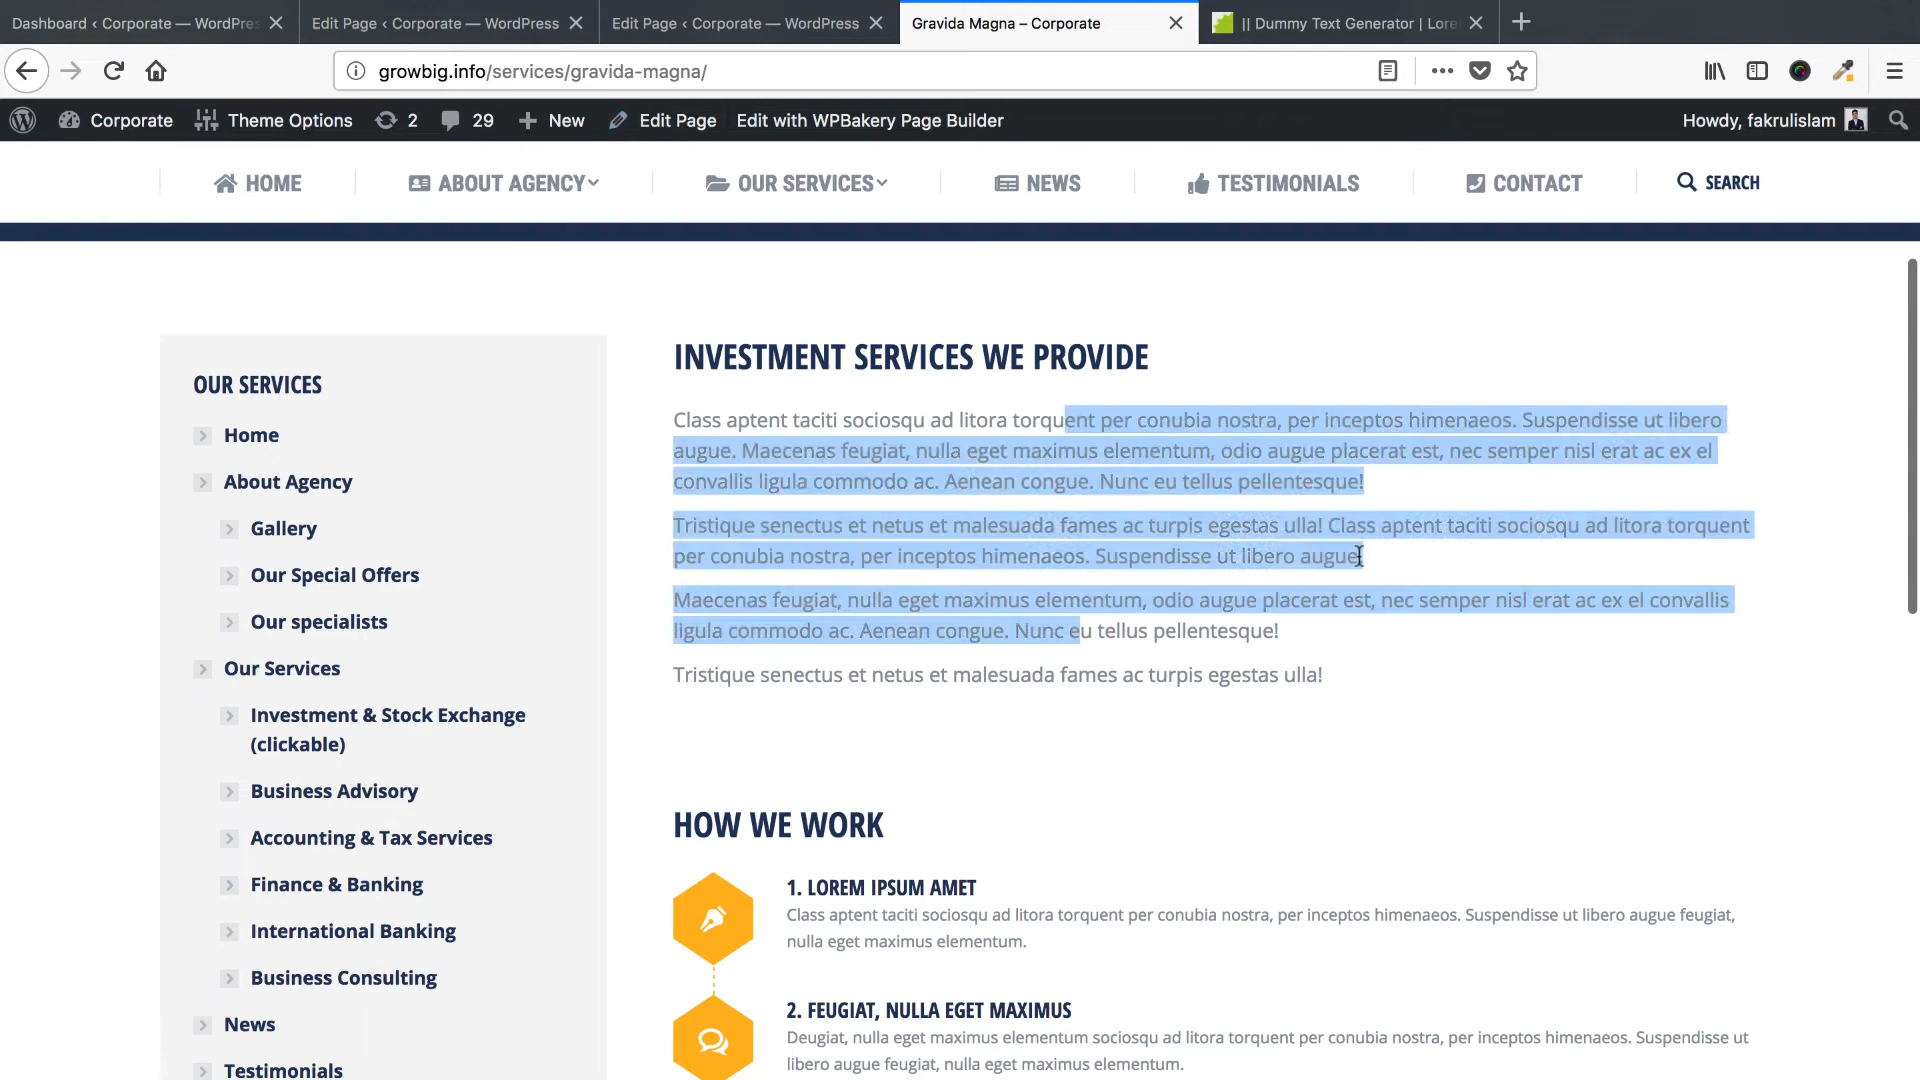 Dashboard ‹ Corporate — WordPres
Edit Page ‹ Corporate — WordPress
Edit Page ‹ Corporate — WordPress
Gravida Magna – Corporate
|| Dummy Text Generator | Lore
growbig.info/services/gravida-magna/
Corporate
Theme Options
2
29
New
Edit Page
Edit with WPBakery Page Builder
Howdy, fakrulislam
HOME
ABOUT AGENCY
OUR SERVICES
NEWS
TESTIMONIALS
CONTACT
SEARCH
OUR SERVICES
Home
About Agency
Gallery
Our Special Offers
Our specialists
Our Services
Investment & Stock Exchange
(clickable)
Business Advisory
Accounting & Tax Services
Finance & Banking
International Banking
Business Consulting
News
Testimonials
INVESTMENT SERVICES WE PROVIDE
Class aptent taciti sociosqu ad litora torquent per conubia nostra, per inceptos himenaeos. Suspendisse ut libero
augue. Maecenas feugiat, nulla eget maximus elementum, odio augue placerat est, nec semper nisl erat ac ex el
convallis ligula commodo ac. Aenean congue. Nunc eu tellus pellentesque!
Tristique senectus et netus et malesuada fames ac turpis egestas ulla! Class aptent taciti sociosqu ad litora torquent
per conubia nostra, per inceptos himenaeos. Suspendisse ut libero augue.
Maecenas feugiat, nulla eget maximus elementum, odio augue placerat est, nec semper nisl erat ac ex el convallis
ligula commodo ac. Aenean congue. Nunc eu tellus pellentesque!
Tristique senectus et netus et malesuada fames ac turpis egestas ulla!
HOW WE WORK
1. LOREM IPSUM AMET
Class aptent taciti sociosqu ad litora torquent per conubia nostra, per inceptos himenaeos. Suspendisse ut libero augue feugiat,
nulla eget maximus elementum.
2. FEUGIAT, NULLA EGET MAXIMUS
Deugiat, nulla eget maximus elementum sociosqu ad litora torquent per conubia nostra, per inceptos himenaeos. Suspendisse ut
libero augue feugiat, nulla eget maximus elementum.